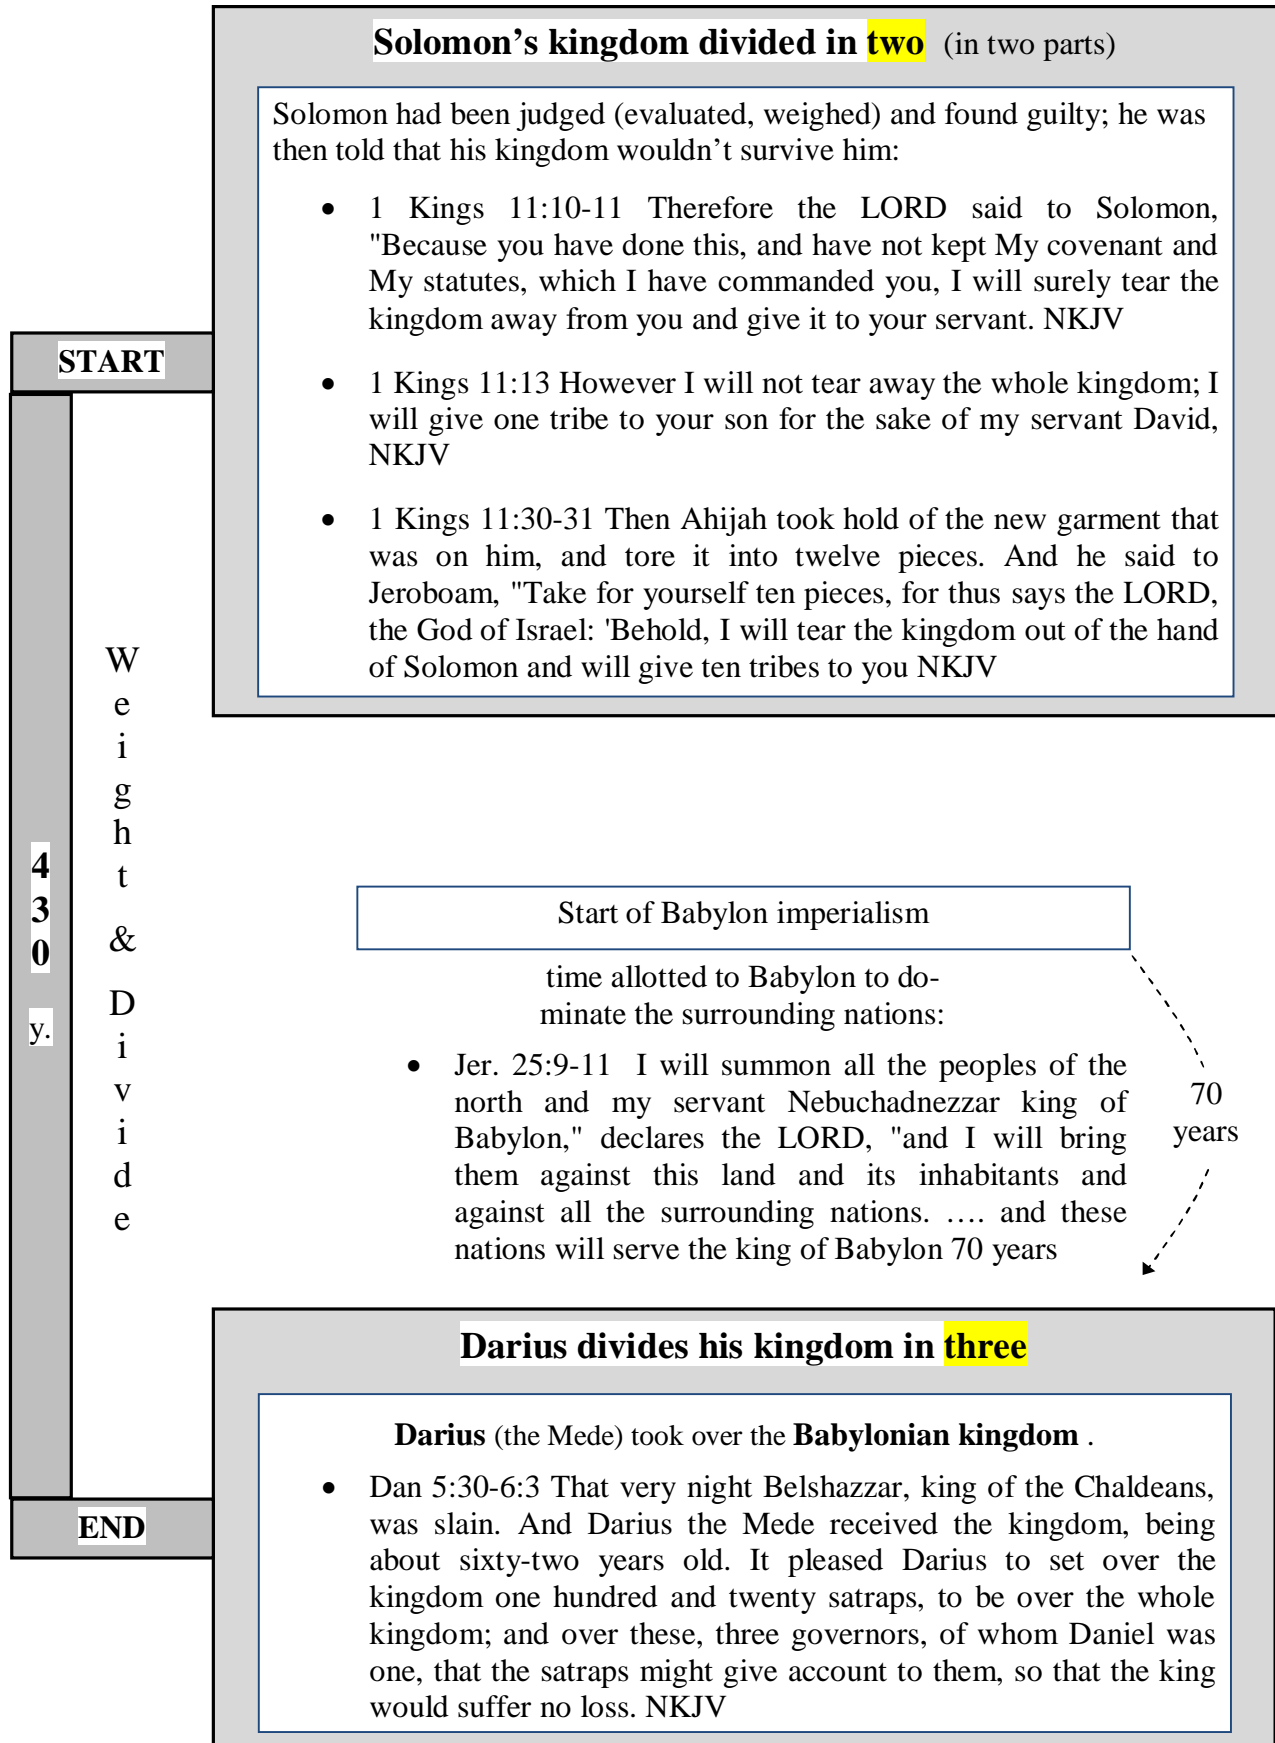 Solomon’s kingdom divided in two (in two parts)
Solomon had been judged (evaluated, weighed) and found guilty; he was
then told that his kingdom wouldn’t survive him:
• 1 Kings 11:10-11 Therefore the LORD said to Solomon,
"Because you have done this, and have not kept My covenant and
My statutes, which I have commanded you, I will surely tear the
kingdom away from you and give it to your servant. NKJV
• 1 Kings 11:13 However I will not tear away the whole kingdom; I
will give one tribe to your son for the sake of my servant David,
NKJV
• 1 Kings 11:30-31 Then Ahijah took hold of the new garment that
was on him, and tore it into twelve pieces. And he said to
Jeroboam, "Take for yourself ten pieces, for thus says the LORD,
the God of Israel: 'Behold, I will tear the kingdom out of the hand
of Solomon and will give ten tribes to you NKJV
START
430 y.
Weight & Divide
Start of Babylon imperialism
time allotted to Babylon to do-
minate the surrounding nations:
• Jer. 25:9-11 I will summon all the peoples of the
north and my servant Nebuchadnezzar king of
Babylon," declares the LORD, "and I will bring
them against this land and its inhabitants and
against all the surrounding nations. …. and these
nations will serve the king of Babylon 70 years
70
years
Darius divides his kingdom in three
Darius (the Mede) took over the Babylonian kingdom .
• Dan 5:30-6:3 That very night Belshazzar, king of the Chaldeans,
was slain. And Darius the Mede received the kingdom, being
about sixty-two years old. It pleased Darius to set over the
kingdom one hundred and twenty satraps, to be over the whole
kingdom; and over these, three governors, of whom Daniel was
one, that the satraps might give account to them, so that the king
would suffer no loss. NKJV
END